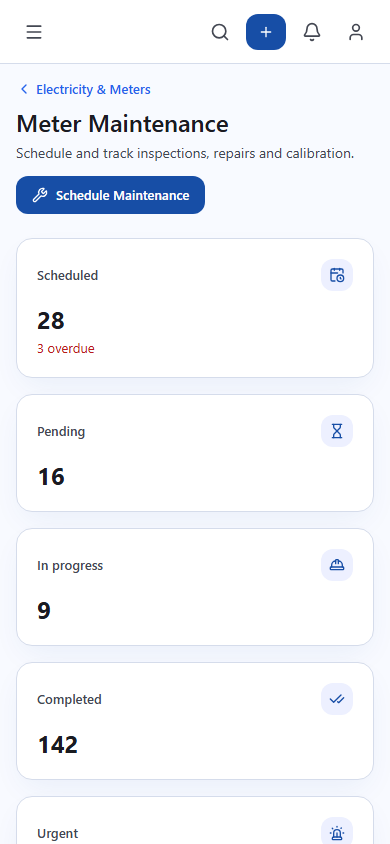 Electricity & Meters
Meter Maintenance
Schedule and track inspections, repairs and calibration.
Schedule Maintenance
Scheduled
28
3 overdue
Pending
16
In progress
9
Completed
142
Urgent